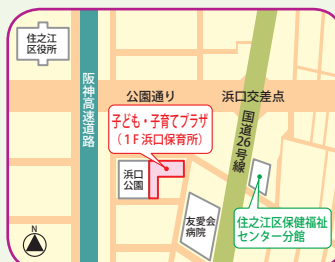 住之江
区役所
阪神高速道路
公園通り
浜口交差点
子ども・子育てプラザ
（1F浜口保育所）
国道26号線
浜口
公園
友愛会
病院
住之江区保健福祉
センター分館
N